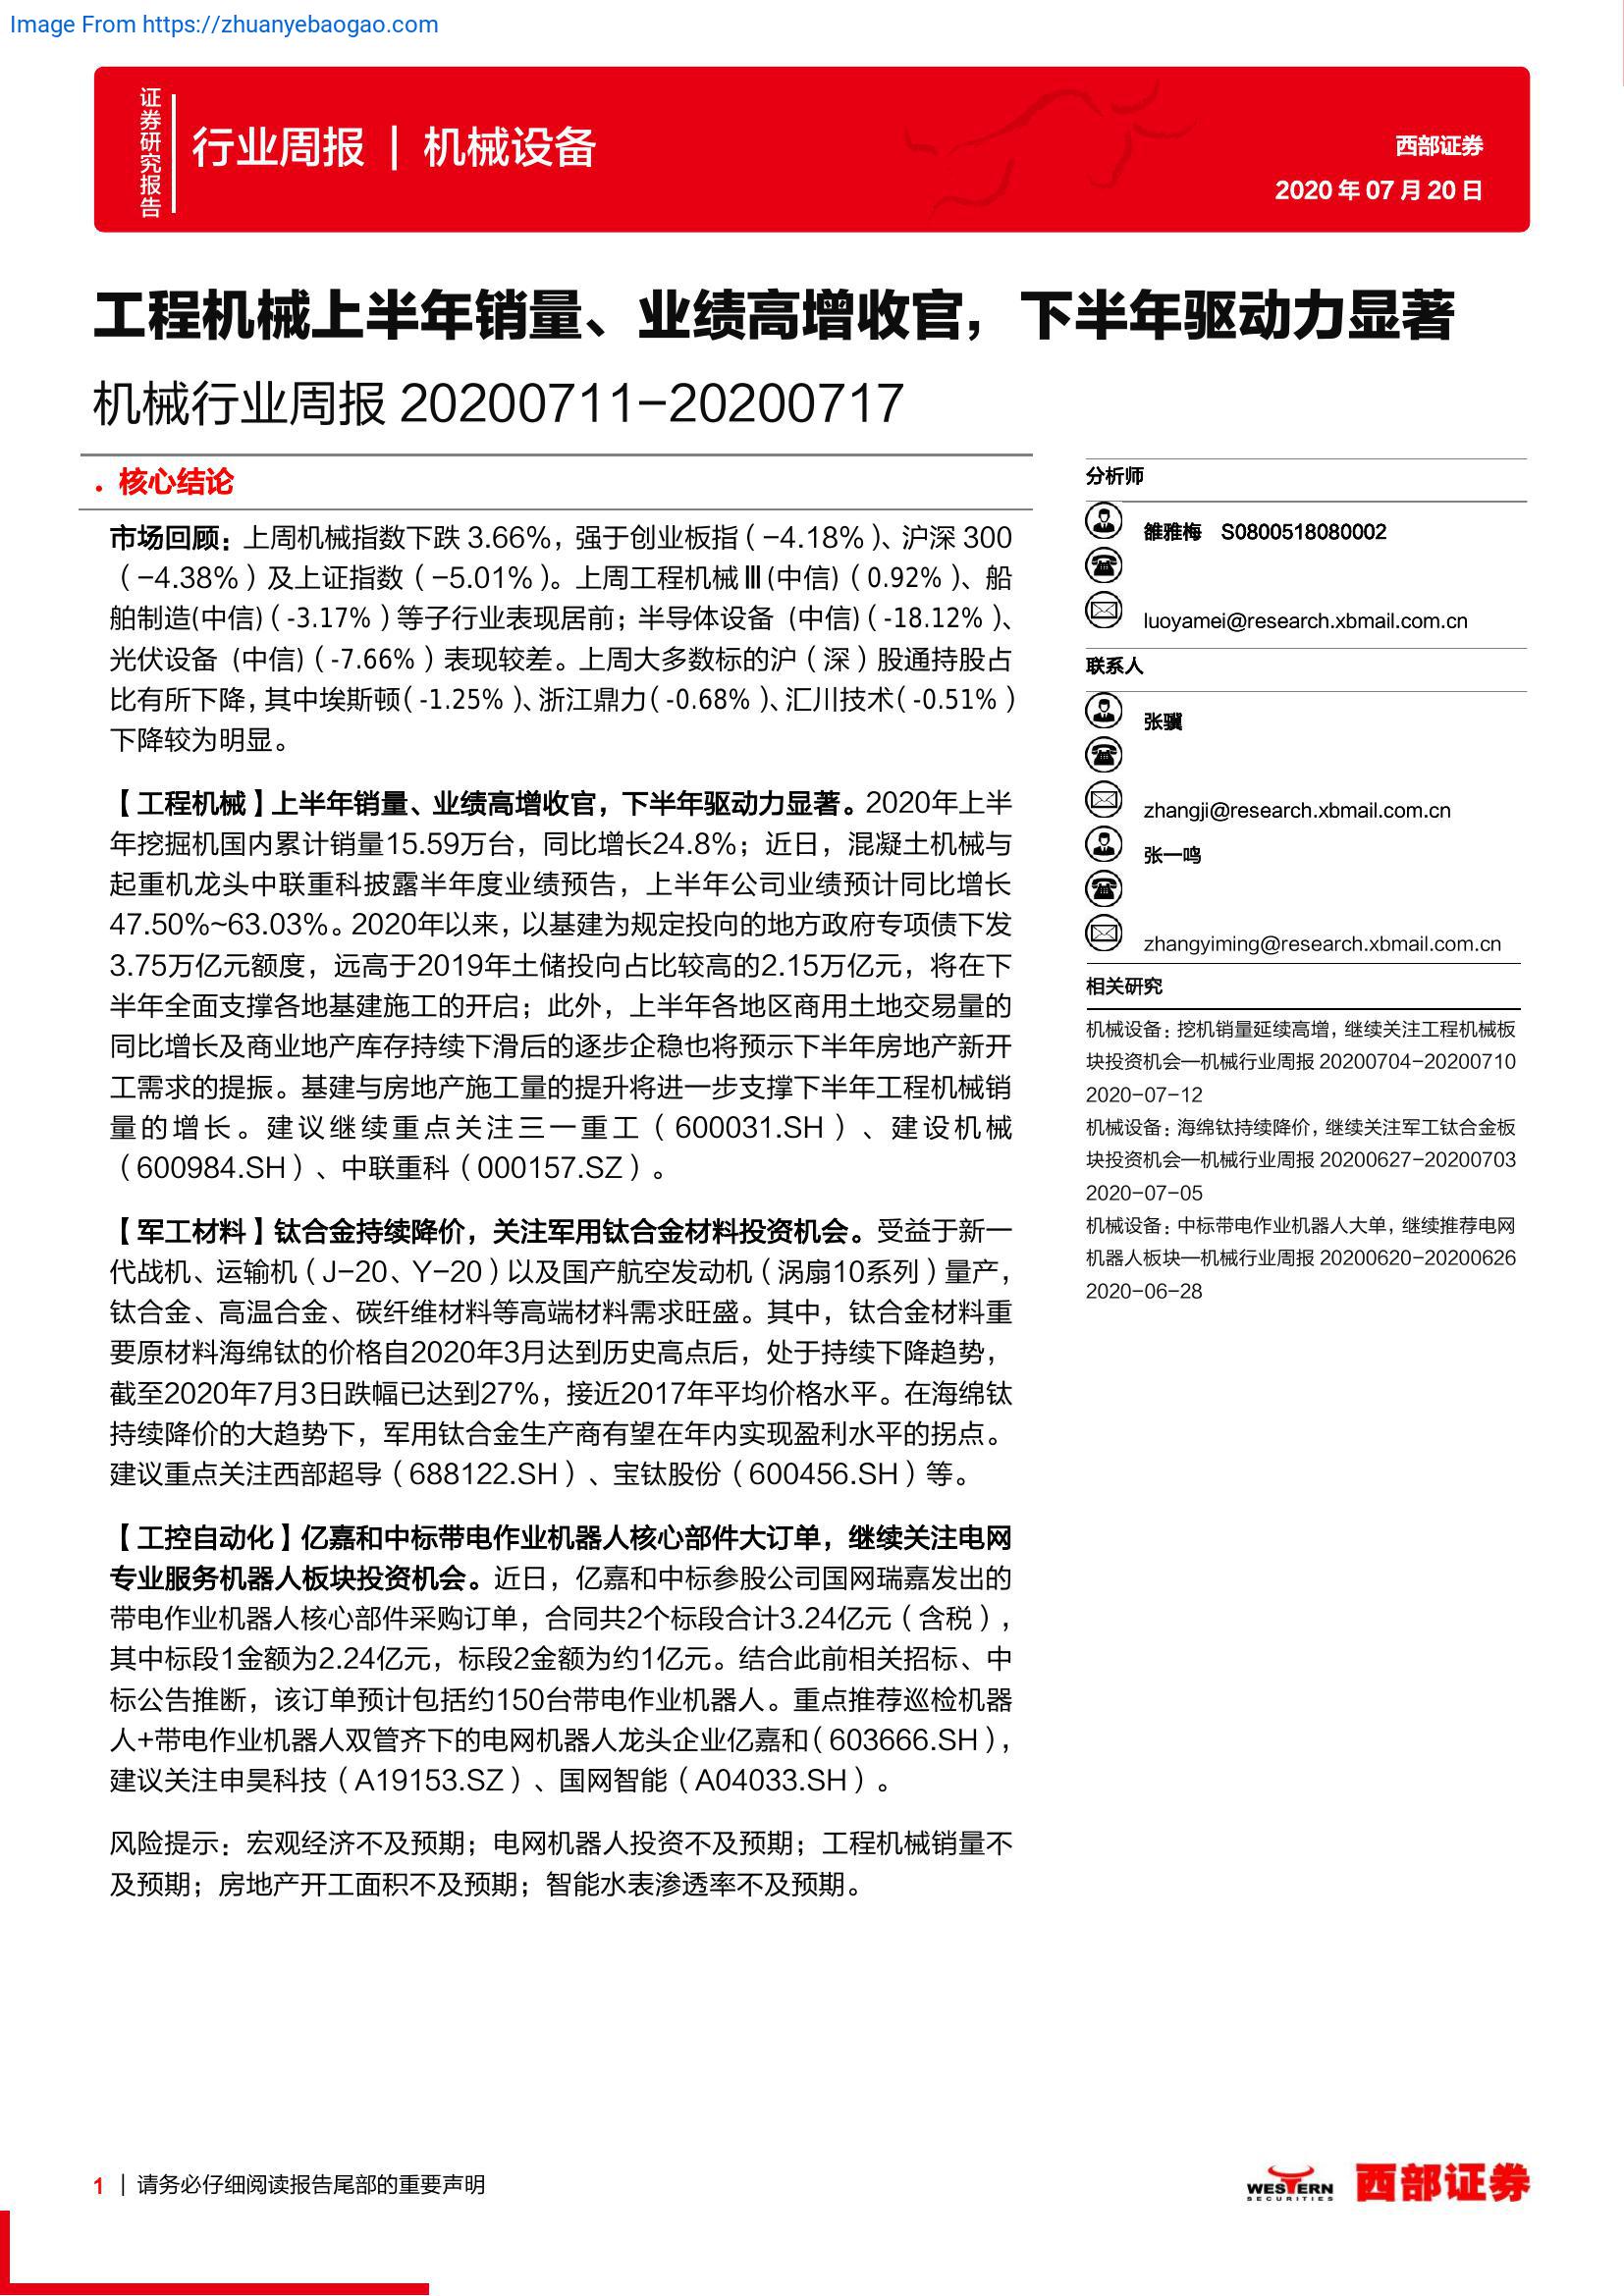 Image From https://zhuanyebaogao.com
证券研究报告
行业周报 | 机械设备
西部证券
2020 年 07 月 20 日
工程机械上半年销量、业绩高增收官，下半年驱动力显著
机械行业周报 20200711-20200717
核心结论
市场回顾：上周机械指数下跌 3.66%，强于创业板指（-4.18%）、沪深 300
（-4.38%）及上证指数（-5.01%）。上周工程机械Ⅲ(中信)（0.92%）、船
舶制造(中信)（-3.17%）等子行业表现居前；半导体设备 (中信)（-18.12%）、
光伏设备 (中信)（-7.66%）表现较差。上周大多数标的沪（深）股通持股占
比有所下降，其中埃斯顿（-1.25%）、浙江鼎力（-0.68%）、汇川技术（-0.51%）
下降较为明显。
【工程机械】上半年销量、业绩高增收官，下半年驱动力显著。2020年上半
年挖掘机国内累计销量15.59万台，同比增长24.8%；近日，混凝土机械与
起重机龙头中联重科披露半年度业绩预告，上半年公司业绩预计同比增长
47.50%~63.03%。2020年以来，以基建为规定投向的地方政府专项债下发
3.75万亿元额度，远高于2019年土储投向占比较高的2.15万亿元，将在下
半年全面支撑各地基建施工的开启；此外，上半年各地区商用土地交易量的
同比增长及商业地产库存持续下滑后的逐步企稳也将预示下半年房地产新开
工需求的提振。基建与房地产施工量的提升将进一步支撑下半年工程机械销
量的增长。建议继续重点关注三一重工（600031.SH）、建设机械
（600984.SH）、中联重科（000157.SZ）。
【军工材料】钛合金持续降价，关注军用钛合金材料投资机会。受益于新一
代战机、运输机（J-20、Y-20）以及国产航空发动机（涡扇10系列）量产，
钛合金、高温合金、碳纤维材料等高端材料需求旺盛。其中，钛合金材料重
要原材料海绵钛的价格自2020年3月达到历史高点后，处于持续下降趋势，
截至2020年7月3日跌幅已达到27%，接近2017年平均价格水平。在海绵钛
持续降价的大趋势下，军用钛合金生产商有望在年内实现盈利水平的拐点。
建议重点关注西部超导（688122.SH）、宝钛股份（600456.SH）等。
【工控自动化】亿嘉和中标带电作业机器人核心部件大订单，继续关注电网
专业服务机器人板块投资机会。近日，亿嘉和中标参股公司国网瑞嘉发出的
带电作业机器人核心部件采购订单，合同共2个标段合计3.24亿元（含税），
其中标段1金额为2.24亿元，标段2金额为约1亿元。结合此前相关招标、中
标公告推断，该订单预计包括约150台带电作业机器人。重点推荐巡检机器
人+带电作业机器人双管齐下的电网机器人龙头企业亿嘉和（603666.SH），
建议关注申昊科技（A19153.SZ）、国网智能（A04033.SH）。
风险提示：宏观经济不及预期；电网机器人投资不及预期；工程机械销量不
及预期；房地产开工面积不及预期；智能水表渗透率不及预期。
分析师
雒雅梅 S0800518080002
luoyamei@research.xbmail.com.cn
联系人
张骥
zhangji@research.xbmail.com.cn
张一鸣
zhangyiming@research.xbmail.com.cn
相关研究
机械设备：挖机销量延续高增，继续关注工程机械板
块投资机会—机械行业周报 20200704-20200710
2020-07-12
机械设备：海绵钛持续降价，继续关注军工钛合金板
块投资机会—机械行业周报 20200627-20200703
2020-07-05
机械设备：中标带电作业机器人大单，继续推荐电网
机器人板块—机械行业周报 20200620-20200626
2020-06-28
1 | 请务必仔细阅读报告尾部的重要声明
WESTERN
SECURITIES
西部证券